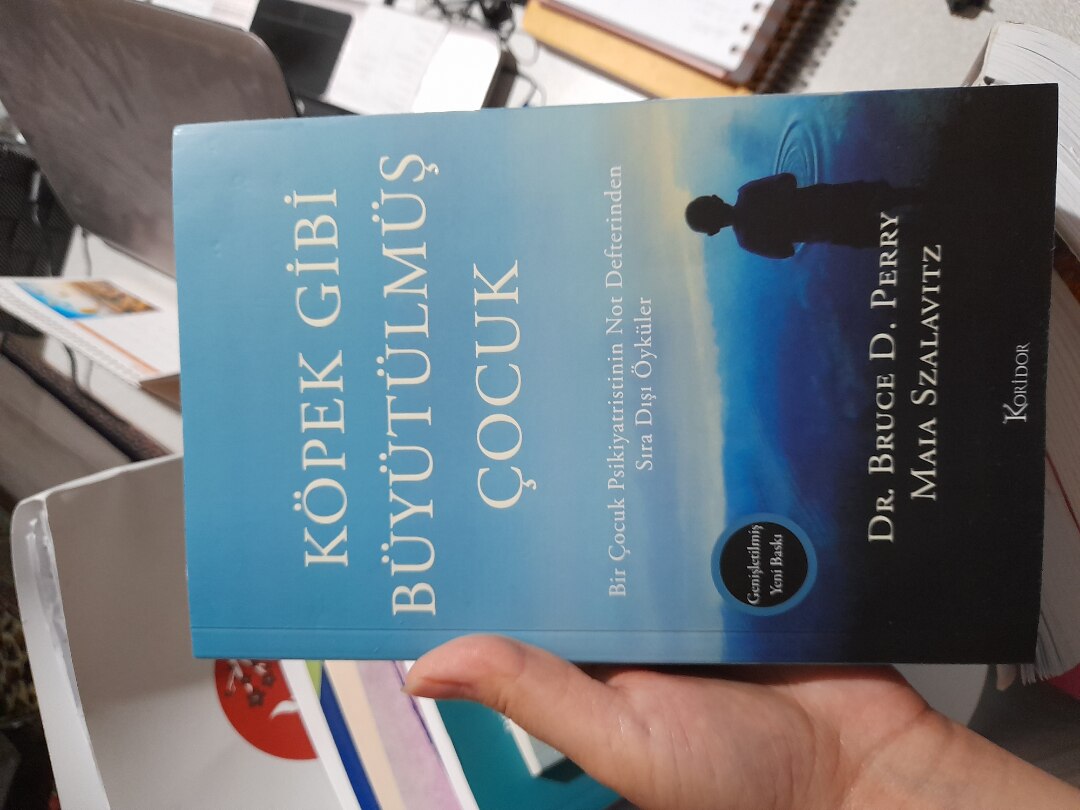 KÖPEK GİBİ
BÜYÜTÜLMÜŞ
ÇOCUK
Bir Çocuk Psikiyatristinin Not Defterinden
Sıra Dışı Öyküler
Genişletilmiş
Yeni Baskı
DR. BRUCE D. PERRY
MAIA SZALAVITZ
KORİDOR